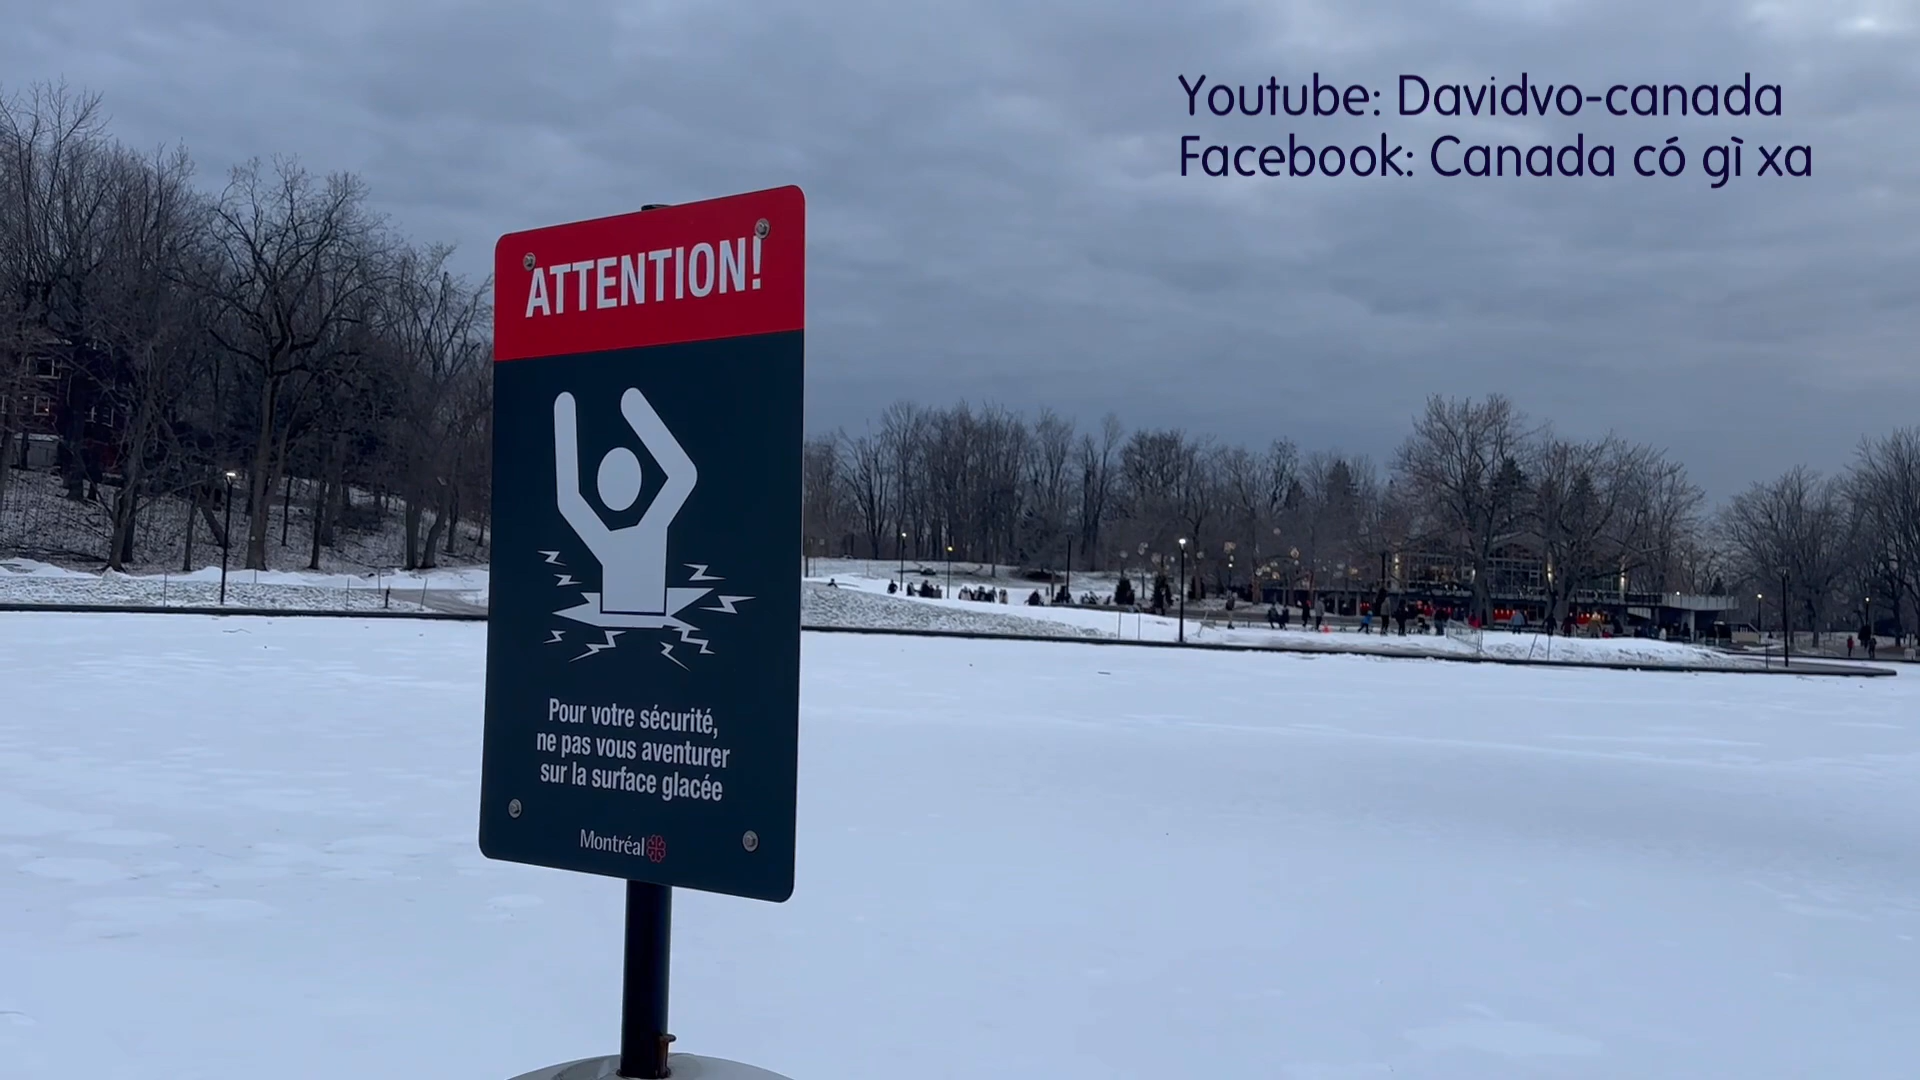 Youtube: Davidvo-canada
Facebook: Canada có gì xa
ATTENTION!
Pour votre sécurité,
ne pas vous aventurer
sur la surface glacée
Montréal